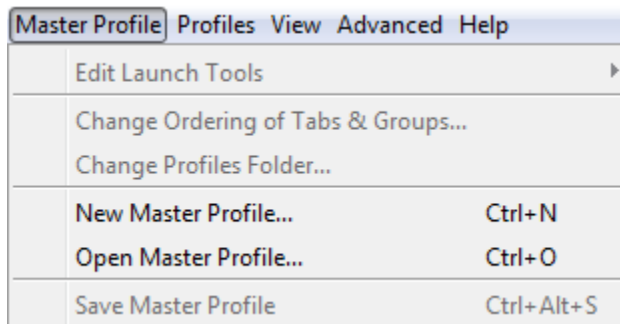 Master Profile Profiles View Advanced Help
Edit Launch Tools
Change Ordering of Tabs & Groups...
Change Profiles Folder...
New Master Profile... Ctrl+N
Open Master Profile... Ctrl+O
Save Master Profile Ctrl+Alt+S